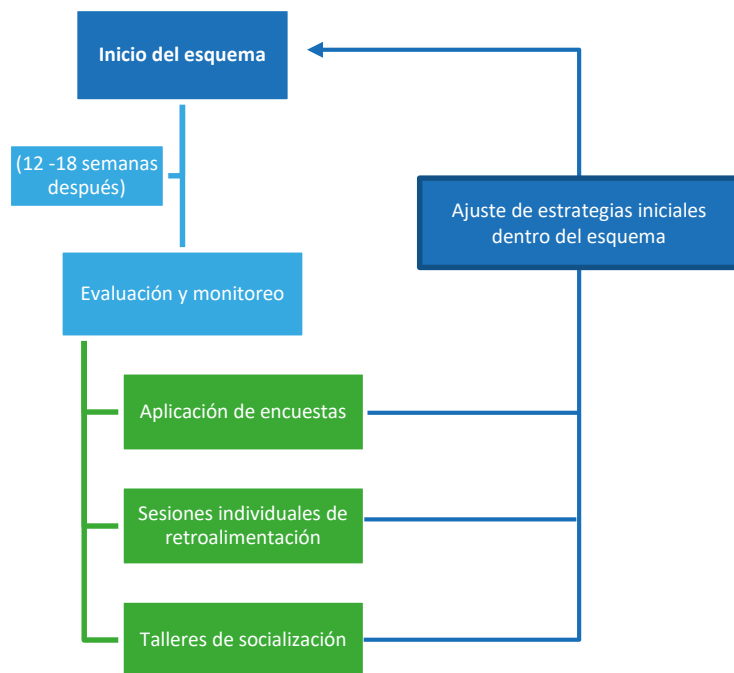 Inicio del esquema
(12 -18 semanas
después)
Ajuste de estrategias iniciales
dentro del esquema
Evaluación y monitoreo
Aplicación de encuestas
Sesiones individuales de
retroalimentación
Talleres de socialización